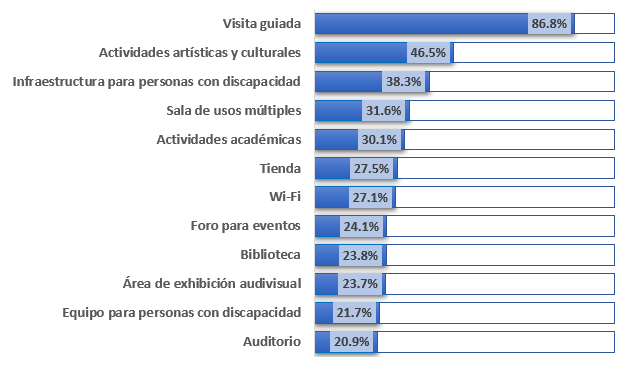 Visita guiada 86.8%
Actividades artísticas y culturales 46.5%
Infraestructura para personas con discapacidad 38.3%
Sala de usos múltiples 31.6%
Actividades académicas 30.1%
Tienda 27.5%
Wi-Fi 27.1%
Foro para eventos 24.1%
Biblioteca 23.8%
Área de exhibición audivisual 23.7%
Equipo para personas con discapacidad 21.7%
Auditorio 20.9%